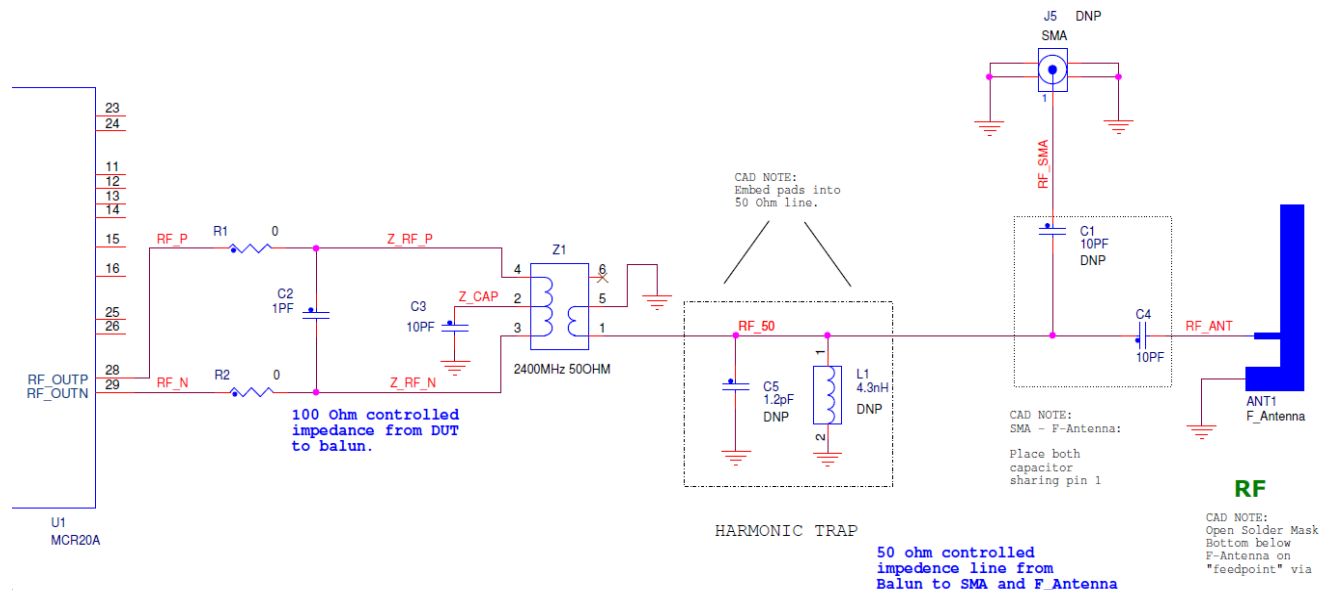 J5 DNP
SMA
1
RF_SMA
23
24
11
12
13
14
15
16
25
26
28
29
RF_OUTP
RF_OUTN
U1
MCR20A
RF_P
R1 0
Z_RF_P
C2
1PF
RF_N
R2 0
Z_RF_N
100 Ohm controlled
impedance from DUT
to balun.
C3
10PF
Z_CAP
Z1
4
2
3
6
5
1
2400MHz 50OHM
CAD NOTE:
Embed pads into
50 Ohm line.
RF_50
C5
1.2pF
DNP
1
L1
4.3nH
DNP
2
HARMONIC TRAP
50 ohm controlled
impedence line from
Balun to SMA and F_Antenna
C1
10PF
DNP
C4
10PF
RF_ANT
CAD NOTE:
SMA - F-Antenna:
Place both
capacitor
sharing pin 1
ANT1
F_Antenna
RF
CAD NOTE:
Open Solder Mask
Bottom below
F-Antenna on
"feedpoint" via